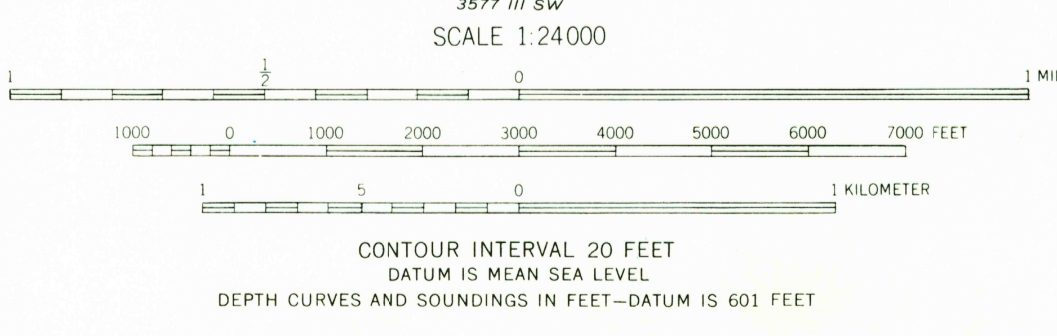 3577 III SW
SCALE 1:24000
1 1/2 0 1
1000 0 1000 2000 3000 4000 5000 6000 7000 FEET
1 5 0 1 KILOMETER
CONTOUR INTERVAL 20 FEET
DATUM IS MEAN SEA LEVEL
DEPTH CURVES AND SOUNDINGS IN FEET—DATUM IS 601 FEET